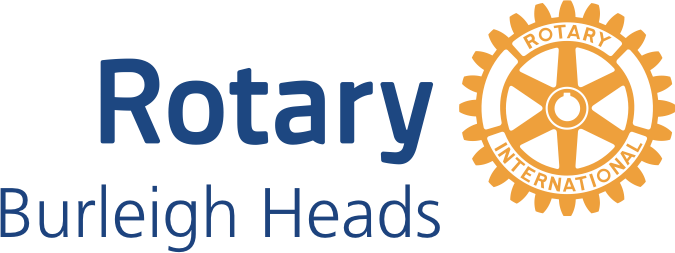 Rotary
Burleigh Heads
ROTARY
INTERNATIONAL